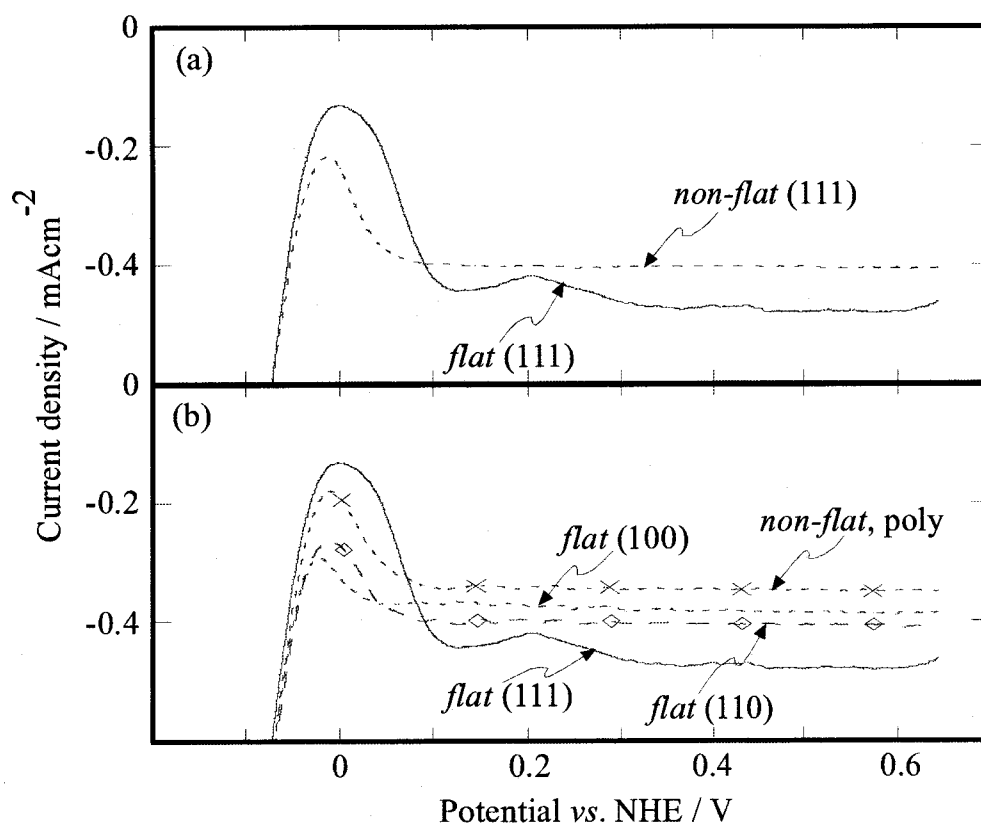 0
(a)
-0.2
non-flat (111)
-0.4
flat (111)
0
(b)
-0.2
non-flat, poly
flat (100)
-0.4
flat (111)
flat (110)
0
0.2
0.4
0.6
Current density / mAcm-2
Potential vs. NHE / V